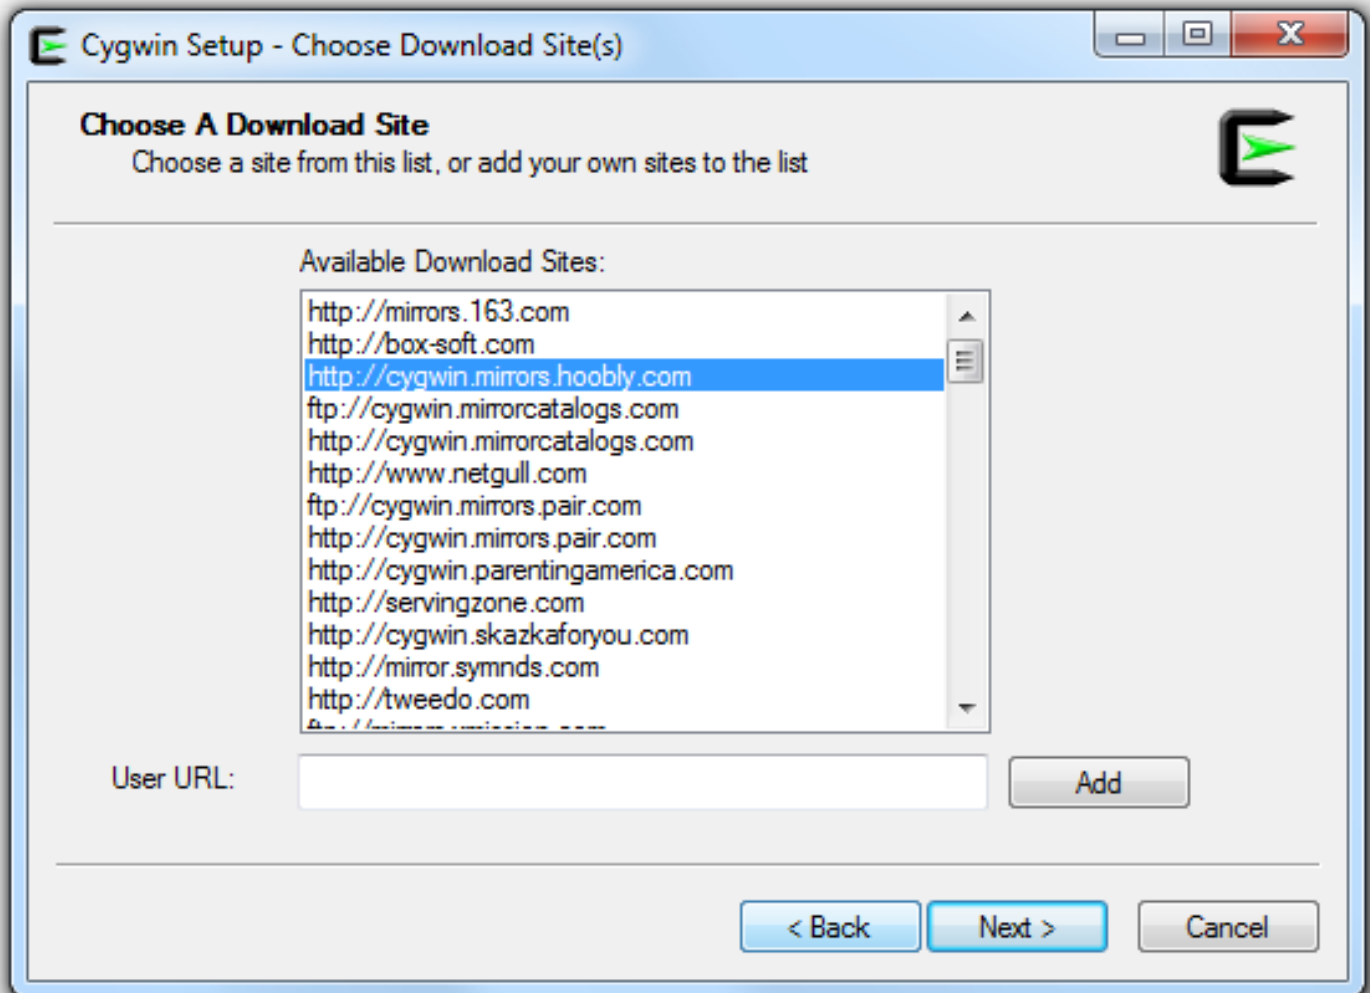 Cygwin Setup - Choose Download Site(s)
Choose A Download Site
Choose a site from this list, or add your own sites to the list
Available Download Sites:
http://mirrors.163.com
http://box-soft.com
http://cygwin.mirrors.hoobly.com
ftp://cygwin.mirrorcatalogs.com
http://cygwin.mirrorcatalogs.com
http://www.netgull.com
ftp://cygwin.mirrors.pair.com
http://cygwin.mirrors.pair.com
http://cygwin.parentingamerica.com
http://servingzone.com
http://cygwin.skazkaforyou.com
http://mirror.symnds.com
http://tweedo.com
User URL:
Add
< Back
Next >
Cancel